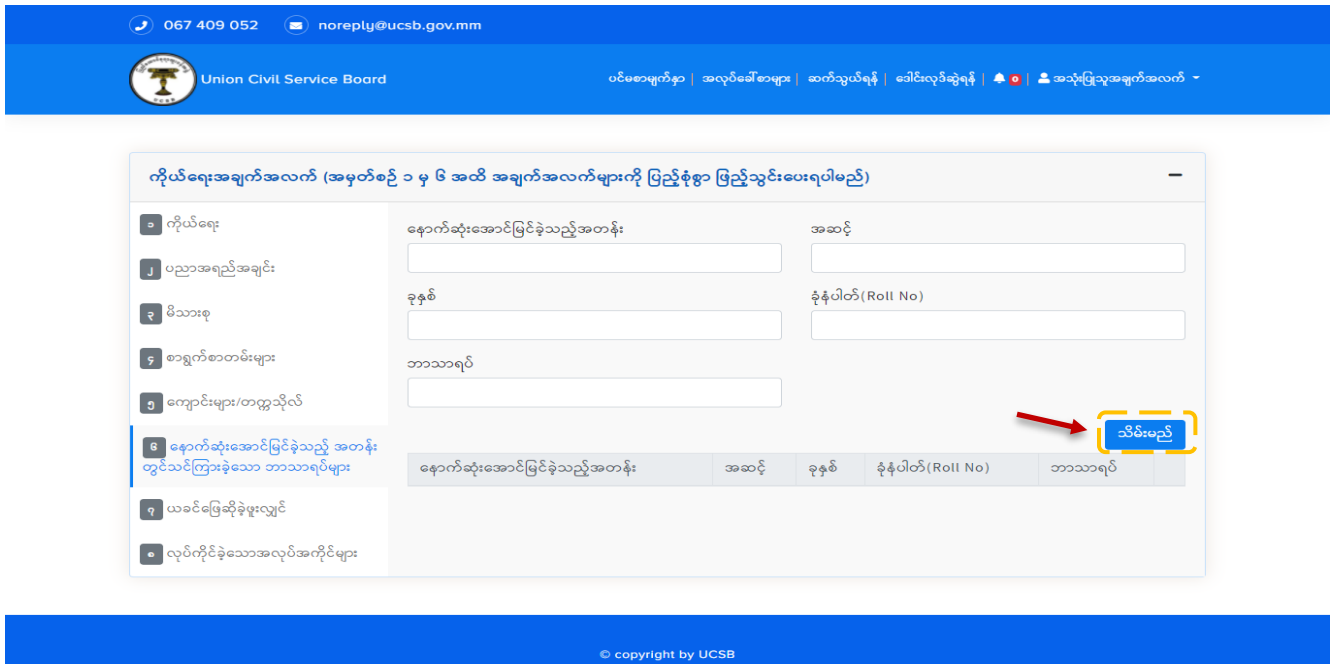 067 409 052 noreply@ucsb.gov.mm
Union Civil Service Board
ပင်မစာမျက်နှာ | အလုပ်ခေါ်စာများ | ဆက်သွယ်ရန် | ဒေါင်းလုဒ်ဆွဲရန် | 0 | အသုံးပြုသူအချက်အလက်
ကိုယ်ရေးအချက်အလက် (အမှတ်စဉ် ၁ မှ ၆ အထိ အချက်အလက်များကို ပြည့်စုံစွာ ဖြည့်သွင်းပေးရပါမည်)
၁ ကိုယ်ရေး
၂ ပညာအရည်အချင်း
၃ မိသားစု
၄ စာရွက်စာတမ်းများ
၅ ကျောင်းများ/တက္ကသိုလ်
၆ နောက်ဆုံးအောင်မြင်ခဲ့သည့် အတန်း
တွင်သင်ကြားခဲ့သော ဘာသာရပ်များ
၇ ယခင်ဖြေဆိုခဲ့ဖူးလျှင်
၈ လုပ်ကိုင်ခဲ့သောအလုပ်အကိုင်များ
နောက်ဆုံးအောင်မြင်ခဲ့သည့်အတန်း
အဆင့်
ခုနှစ်
ခုံနံပါတ်(Roll No)
ဘာသာရပ်
သိမ်းမည်
နောက်ဆုံးအောင်မြင်ခဲ့သည့်အတန်း အဆင့် ခုနှစ် ခုံနံပါတ်(Roll No) ဘာသာရပ်
© copyright by UCSB